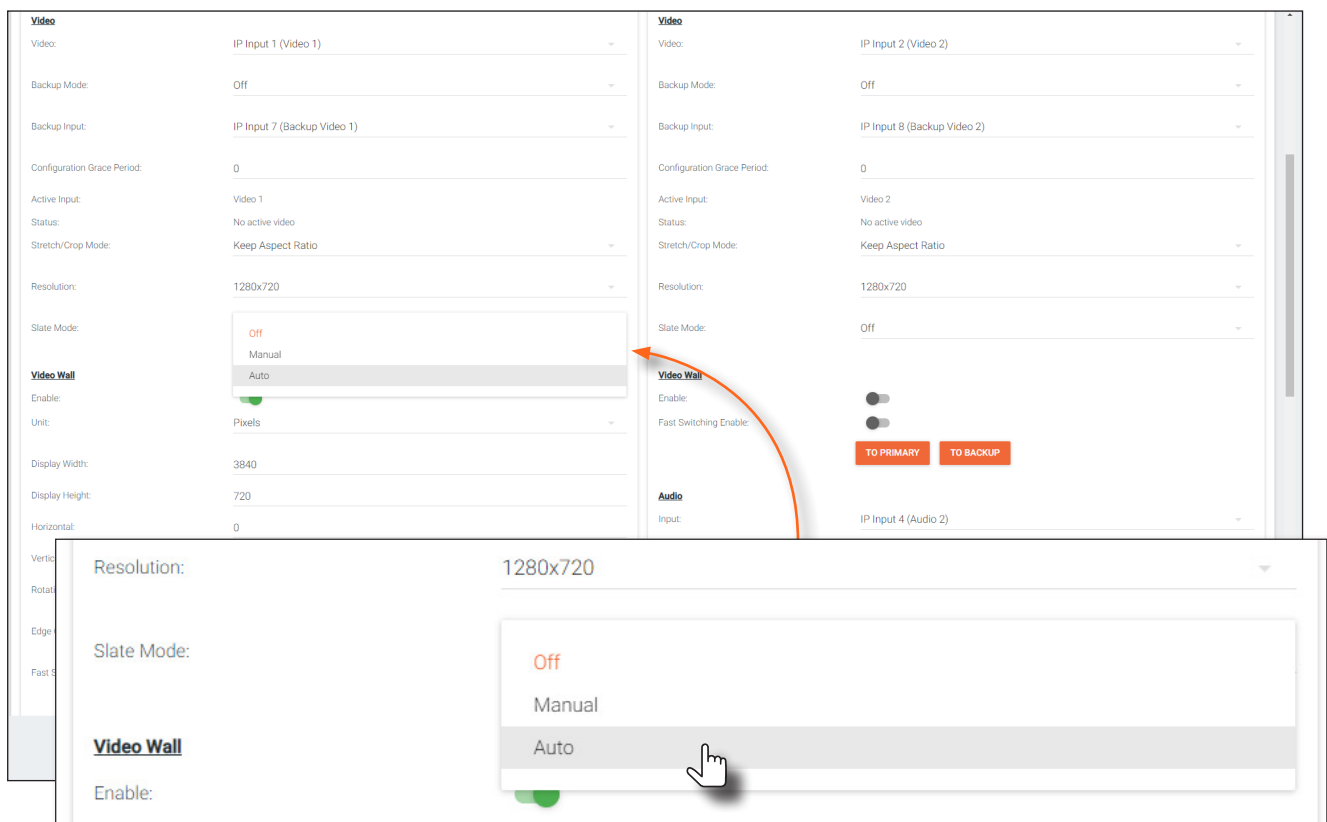 Video
Video: IP Input 1 (Video 1)
Backup Mode: Off
Backup Input: IP Input 7 (Backup Video 1)
Configuration Grace Period: 0
Active Input: Video 1
Status: No active video
Stretch/Crop Mode: Keep Aspect Ratio
Resolution: 1280x720
Slate Mode: Off
Manual
Auto
Video Wall
Enable:
Unit: Pixels
Display Width: 3840
Display Height: 720
Horizontal: 0
Vertic
Rotati
Edge
Fast S
Video
Video: IP Input 2 (Video 2)
Backup Mode: Off
Backup Input: IP Input 8 (Backup Video 2)
Configuration Grace Period: 0
Active Input: Video 2
Status: No active video
Stretch/Crop Mode: Keep Aspect Ratio
Resolution: 1280x720
Slate Mode: Off
Video Wall
Enable:
Fast Switching Enable:
TO PRIMARY TO BACKUP
Audio
Input: IP Input 4 (Audio 2)
Resolution: 1280x720
Slate Mode: Off
Manual
Auto
Video Wall
Enable: